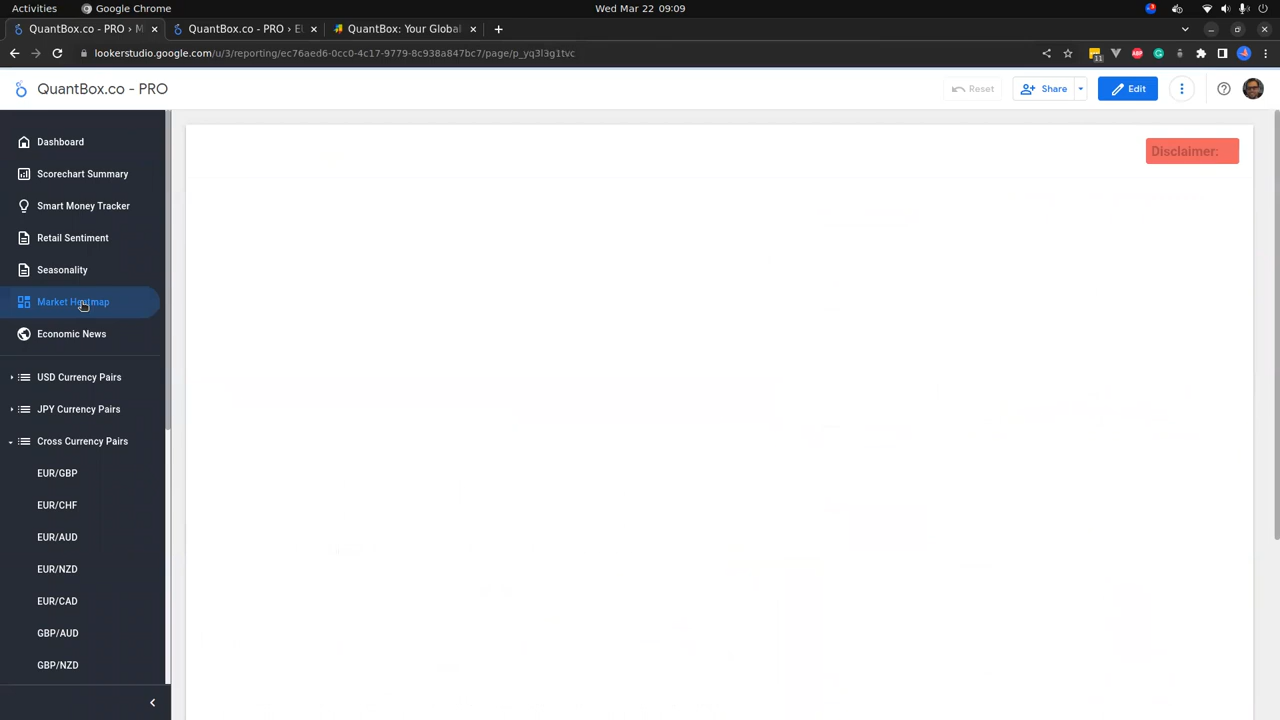 Activities Google Chrome Wed Mar 22 09:09
QuantBox.co - PRO › M QuantBox.co - PRO › EU QuantBox: Your Global
lookerstudio.google.com/u/3/reporting/ec76aed6-0cc0-4c17-9779-8c938a847bc7/page/p_yq3l3g1tvc 11 ABP
QuantBox.co - PRO Reset Share Edit
Disclaimer:
Dashboard
Scorechart Summary
Smart Money Tracker
Retail Sentiment
Seasonality
Market Heatmap
Economic News
USD Currency Pairs
JPY Currency Pairs
Cross Currency Pairs
EUR/GBP
EUR/CHF
EUR/AUD
EUR/NZD
EUR/CAD
GBP/AUD
GBP/NZD